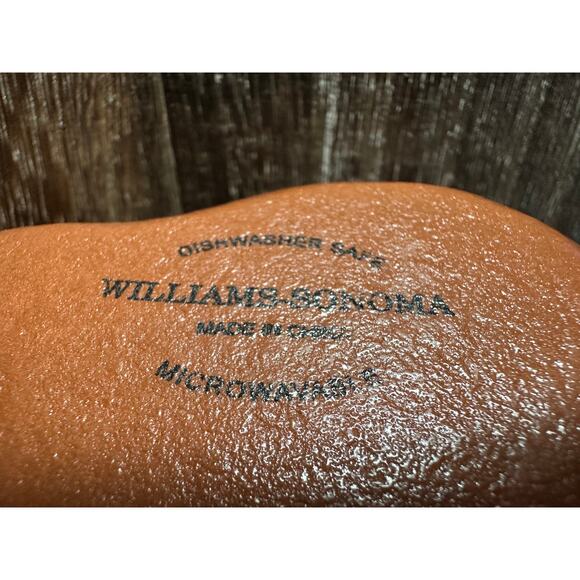 DISHWASHER SAFE
WILLIAMS-SONOMA
MADE IN CHINA
MICROWAVABLE